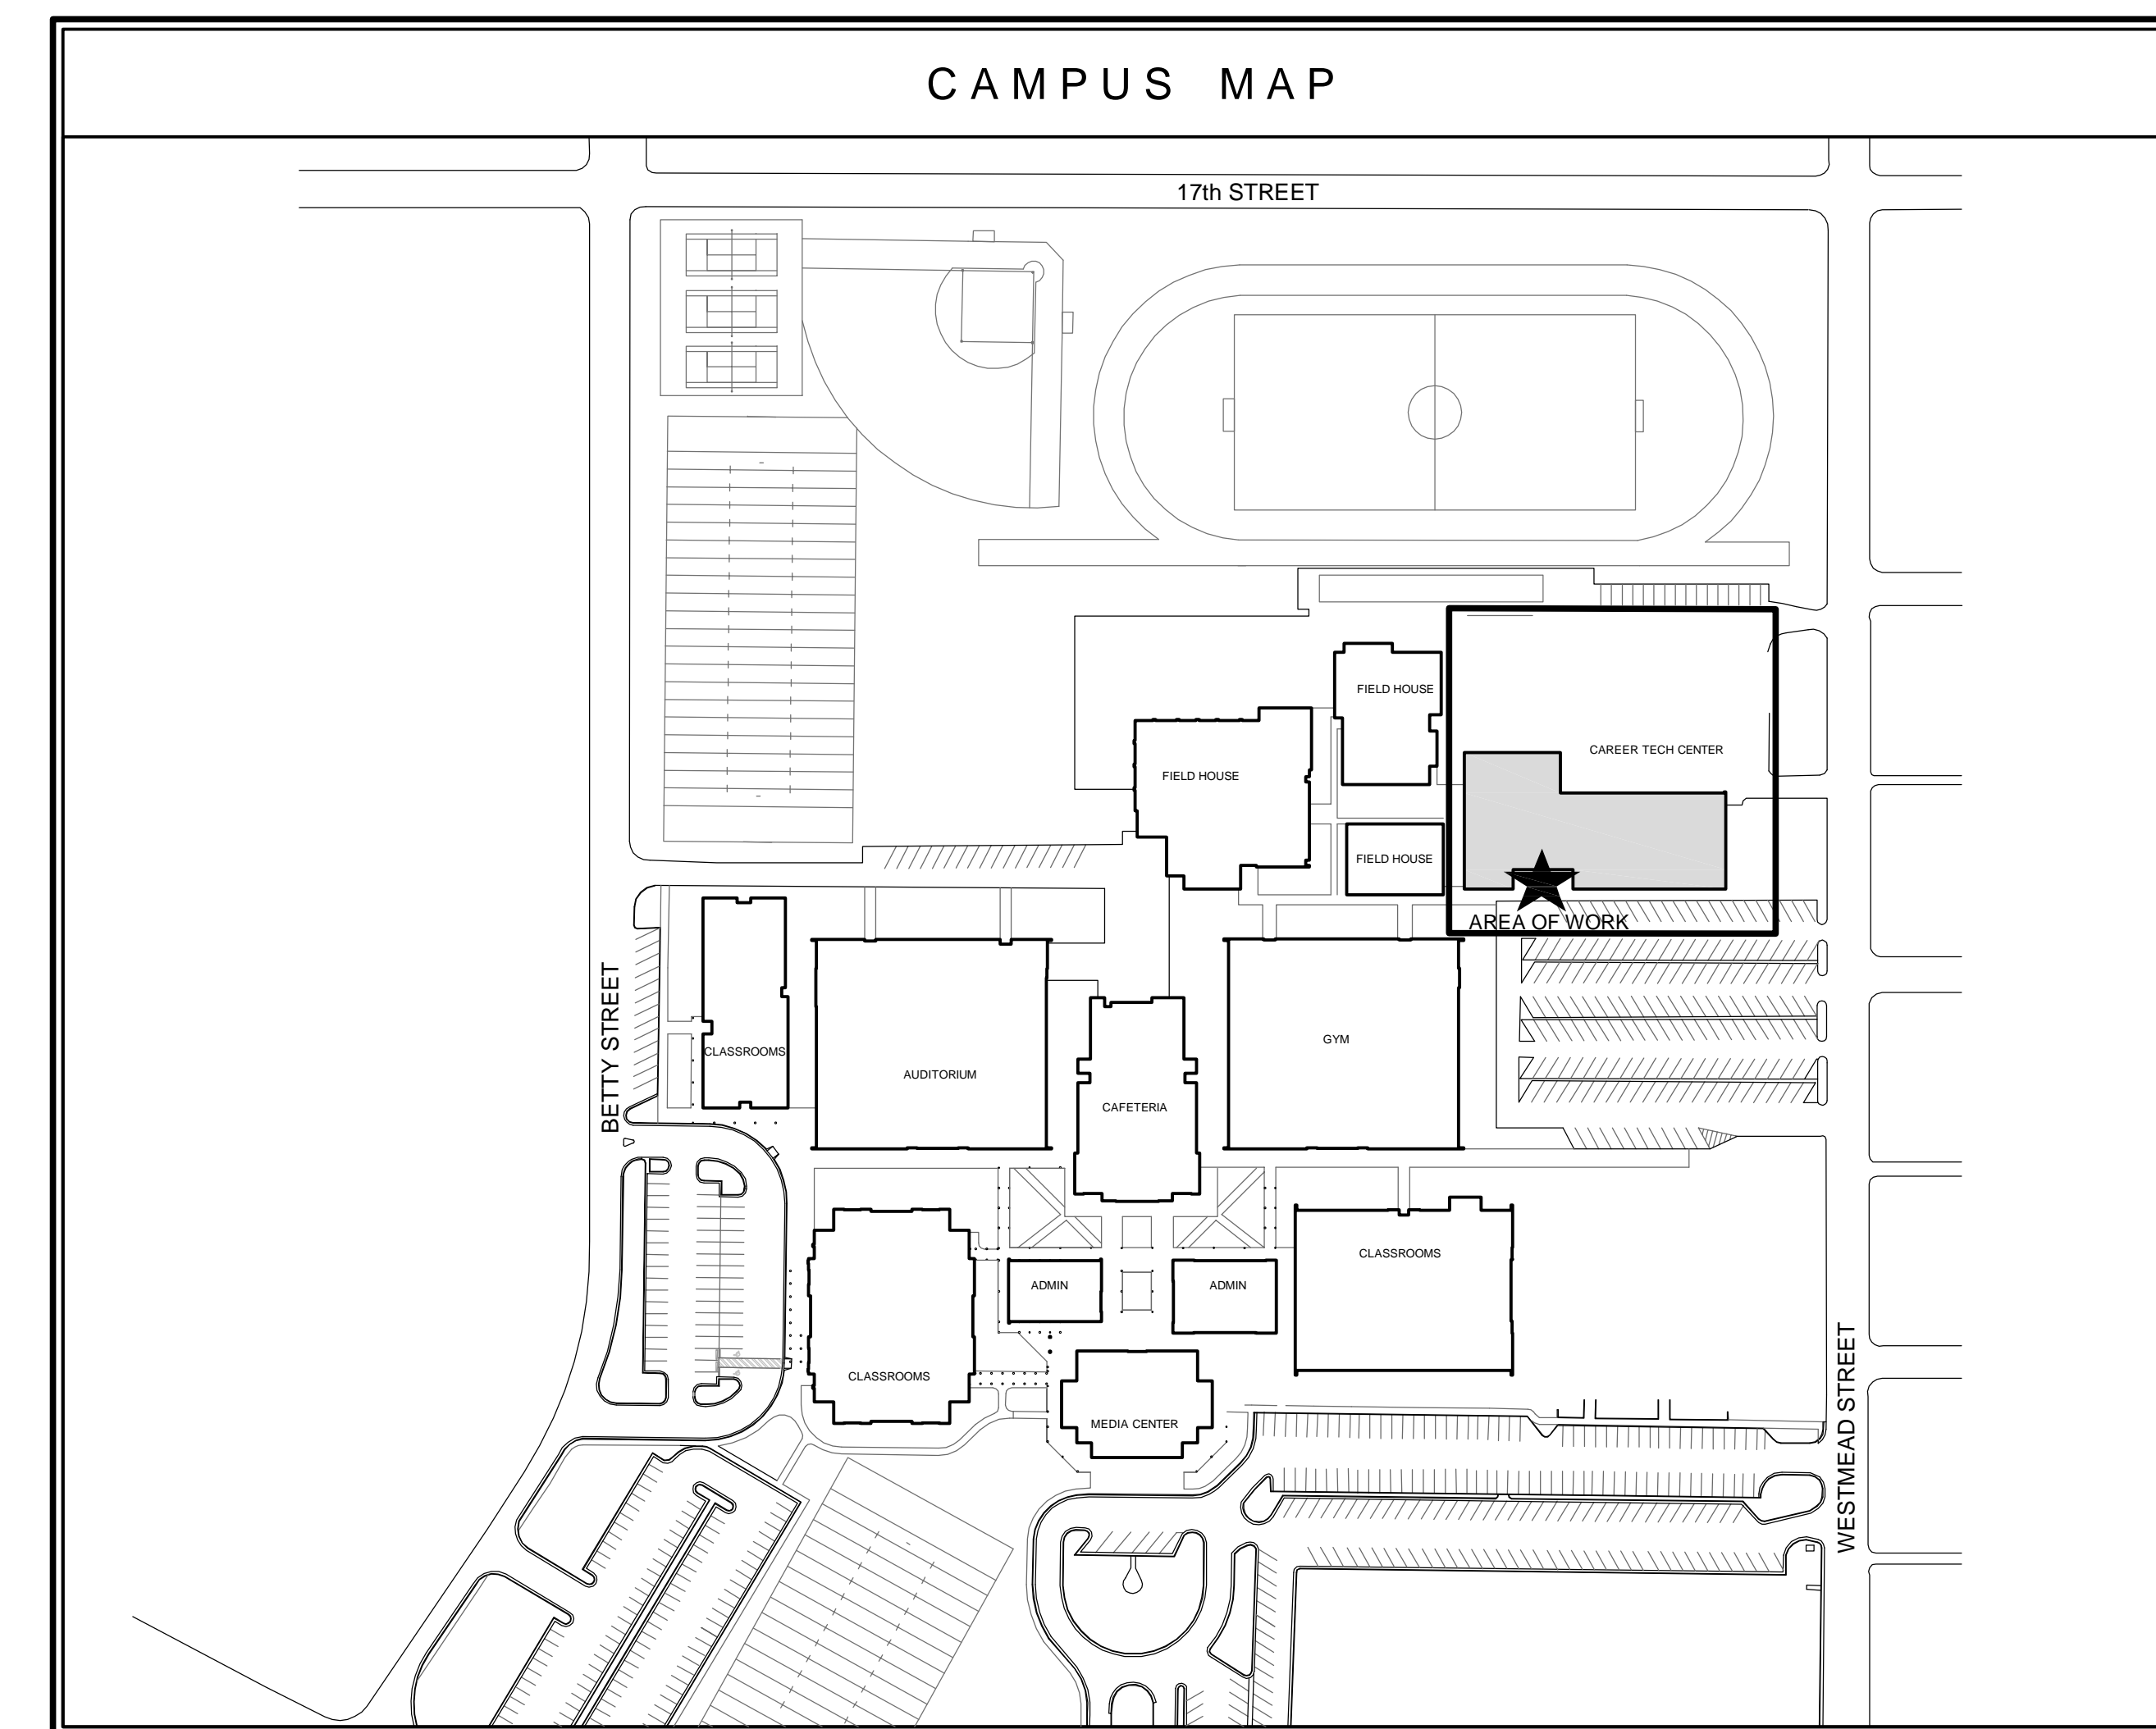 CAMPUS MAP
17th STREET
FIELD HOUSE
CAREER TECH CENTER
FIELD HOUSE
FIELD HOUSE
AREA OF WORK
BETTY STREET
CLASSROOMS
GYM
AUDITORIUM
CAFETERIA
CLASSROOMS
ADMIN
ADMIN
CLASSROOMS
MEDIA CENTER
WESTMEAD STREET